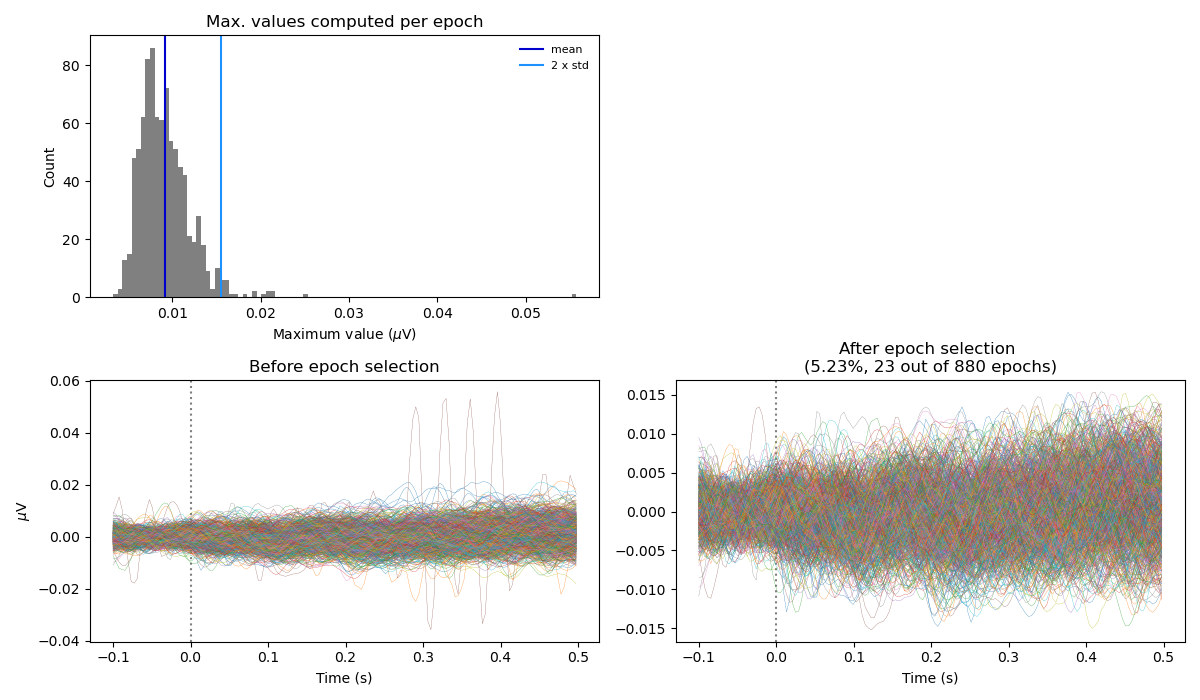 Max. values computed per epoch
mean
2 x std
Count
80
60
40
20
0
0.01 0.02 0.03 0.04 0.05
Maximum value (µV)
Before epoch selection
µV
0.06
0.04
0.02
0.00
−0.02
−0.04
−0.1 0.0 0.1 0.2 0.3 0.4 0.5
Time (s)
After epoch selection
(5.23%, 23 out of 880 epochs)
0.015
0.010
0.005
0.000
−0.005
−0.010
−0.015
−0.1 0.0 0.1 0.2 0.3 0.4 0.5
Time (s)